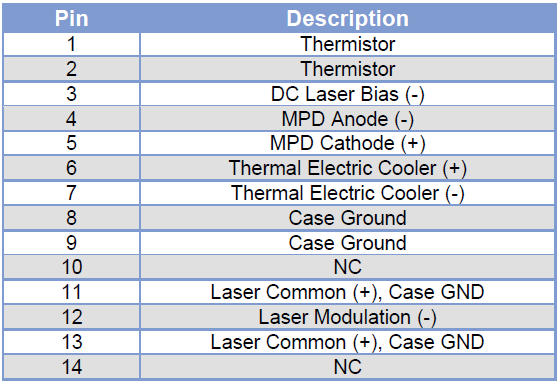 Pin Description
1 Thermistor
2 Thermistor
3 DC Laser Bias (-)
4 MPD Anode (-)
5 MPD Cathode (+)
6 Thermal Electric Cooler (+)
7 Thermal Electric Cooler (-)
8 Case Ground
9 Case Ground
10 NC
11 Laser Common (+), Case GND
12 Laser Modulation (-)
13 Laser Common (+), Case GND
14 NC